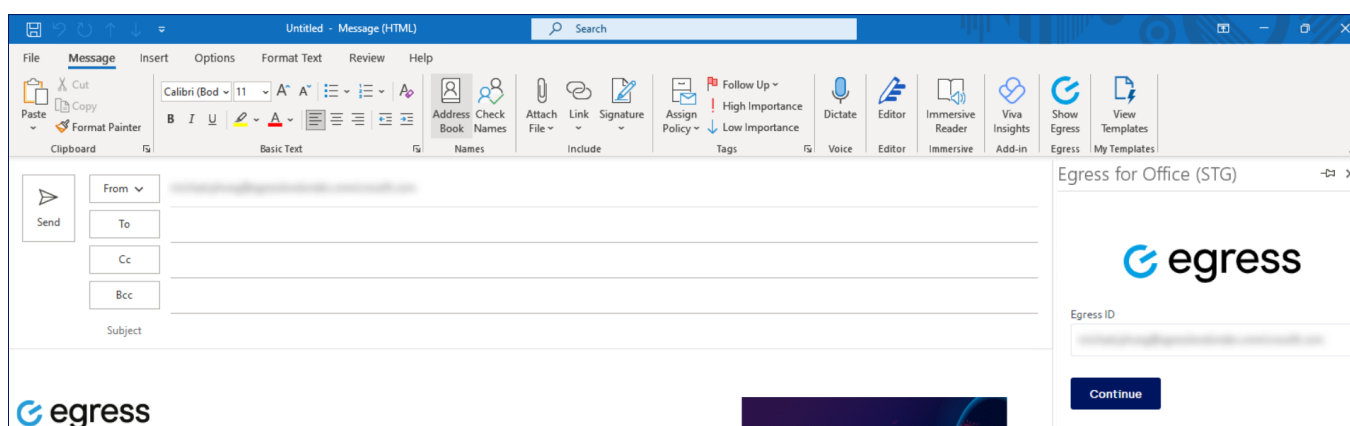 Untitled - Message (HTML)
Search
File Message Insert Options Format Text Review Help
Paste
Cut
Copy
Format Painter
Clipboard
Calibri (Bod 11
B I U
Basic Text
Address Book
Check Names
Names
Attach File
Link
Signature
Include
Assign Policy
Follow Up
High Importance
Low Importance
Tags
Dictate
Voice
Editor
Editor
Immersive Reader
Immersive
Viva Insights
Add-in
Show Egress
Egress
View Templates
My Templates
Send
From
To
Cc
Bcc
Subject
Egress for Office (STG)
egress
Egress ID
Continue
egress